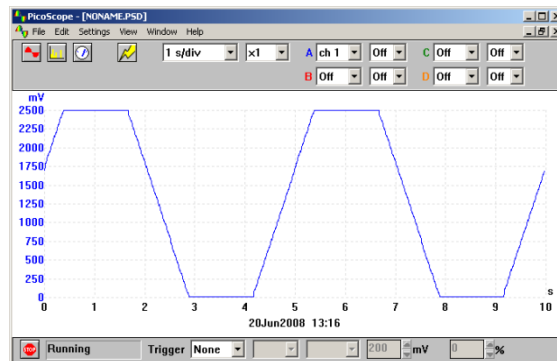 PicoScope - [NONAME.PSD]
File Edit Settings View Window Help
1 s/div x1 A ch 1 Off C Off Off
B Off Off D Off Off
mV
2500
2250
2000
1750
1500
1250
1000
750
500
250
0
0 1 2 3 4 5 6 7 8 9 10
s
20Jun2008 13:16
STOP Running Trigger None 200 mV 0 %